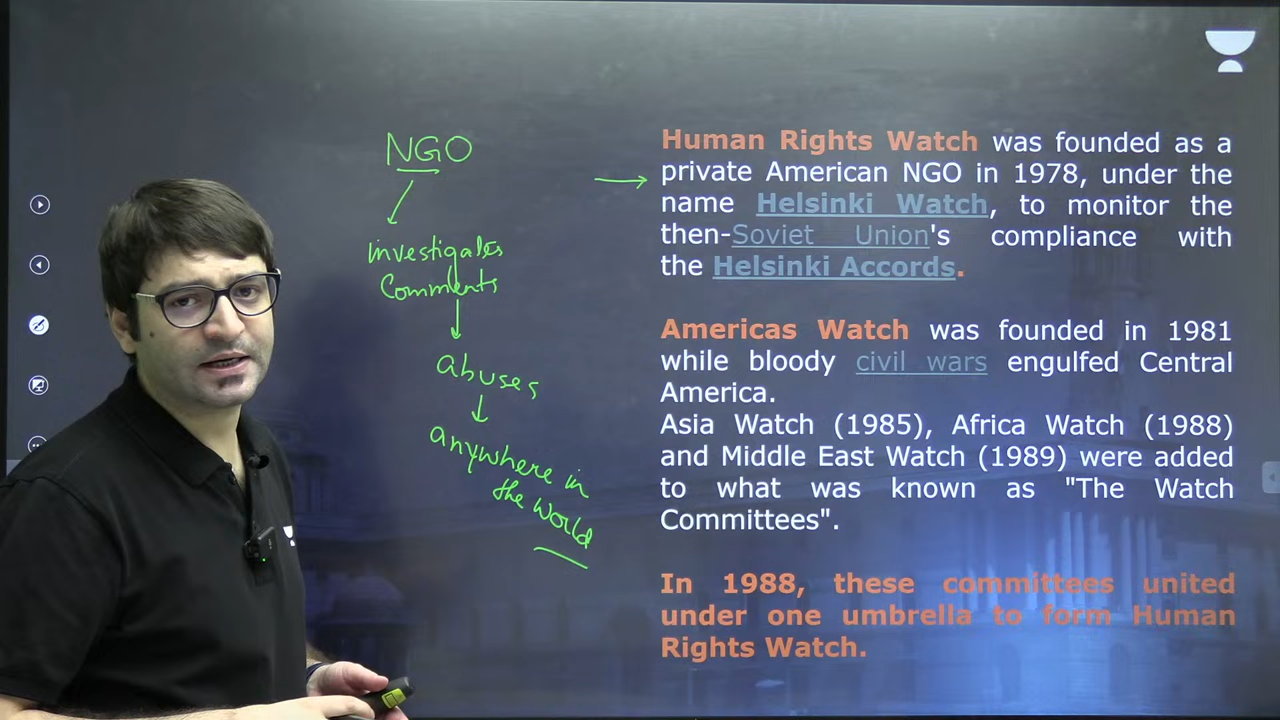 NGO
investigates
Comments
abuses
anywhere in
the world
Human Rights Watch was founded as a
private American NGO in 1978, under the
name Helsinki Watch, to monitor the
then-Soviet Union's compliance with
the Helsinki Accords.
Americas Watch was founded in 1981
while bloody civil wars engulfed Central
America.
Asia Watch (1985), Africa Watch (1988)
and Middle East Watch (1989) were added
to what was known as "The Watch
Committees".
In 1988, these committees united
under one umbrella to form Human
Rights Watch.